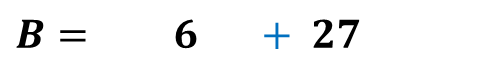 B = 6 + 27